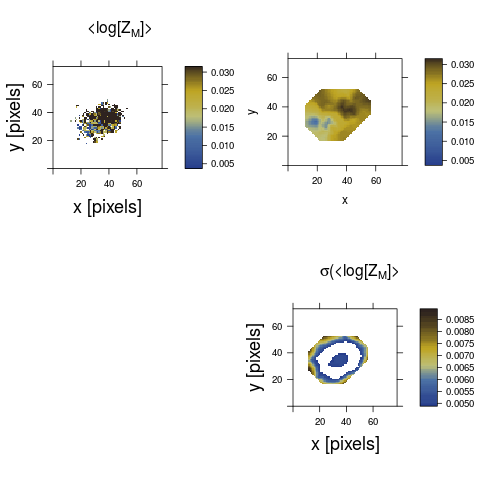 <log[Z_M]>
60
40
20
20 40 60
x [pixels]
y [pixels]
0.030
0.025
0.020
0.015
0.010
0.005
60
40
20
20 40 60
x
y
0.030
0.025
0.020
0.015
0.010
0.005
σ(<log[Z_M]>
60
40
20
20 40 60
x [pixels]
y [pixels]
0.0085
0.0080
0.0075
0.0070
0.0065
0.0060
0.0055
0.0050